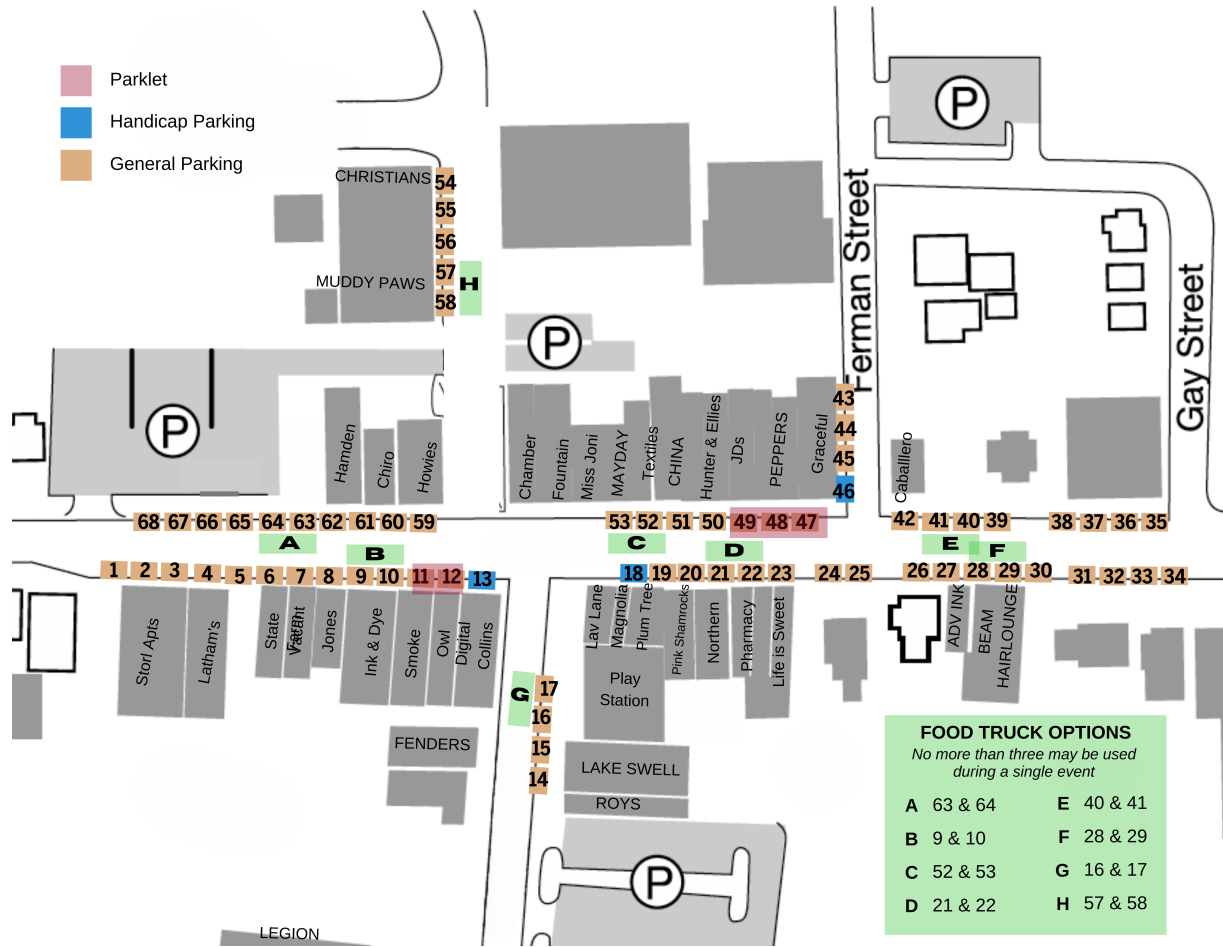 Parklet
Handicap Parking
General Parking
P
CHRISTIANS
54
55
56
57
58
MUDDY PAWS
H
Ferman Street
Gay Street
P
P
Hamden
Chiro
Howies
Chamber
Fountain
Miss Joni
MAYDAY
Textiles
CHINA
Hunter & Ellies
JDs
PEPPERS
Graceful
43
44
45
46
Caballlero
68 67 66 65 64 63 62 61 60 59
53 52 51 50 49 48 47
42 41 40 39 38 37 36 35
A
B
C
D
E
F
1 2 3 4 5 6 7 8 9 10 11 12 13
18 19 20 21 22 23 24 25 26 27 28 29 30 31 32 33 34
Storl Apts
Latham's
State
Farm
Vacant
Jones
Ink & Dye
Smoke
Owl
Digital
Collins
Lav Lane
Magnolia
Plum Tree
Pink Shamrocks
Northern
Pharmacy
Life is Sweet
ADV INK
BEAM
HAIRLOUNGE
G
17
16
15
14
Play
Station
FENDERS
LAKE SWELL
ROYS
P
LEGION
FOOD TRUCK OPTIONS
No more than three may be used
during a single event
A 63 & 64 E 40 & 41
B 9 & 10 F 28 & 29
C 52 & 53 G 16 & 17
D 21 & 22 H 57 & 58